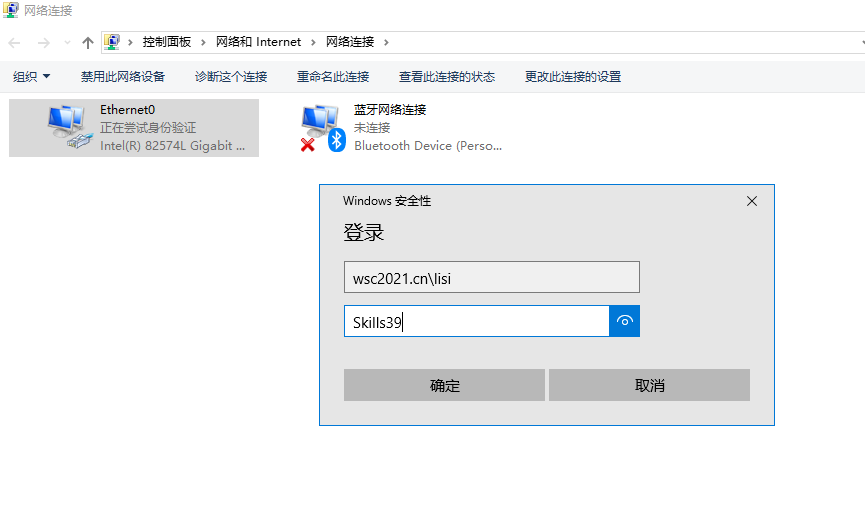 网络连接
控制面板 › 网络和 Internet › 网络连接 ›
组织 禁用此网络设备 诊断这个连接 重命名此连接 查看此连接的状态 更改此连接的设置
Ethernet0
正在尝试身份验证
Intel(R) 82574L Gigabit ...
蓝牙网络连接
未连接
Bluetooth Device (Perso...
Windows 安全性
登录
wsc2021.cn\lisi
Skills39
确定
取消